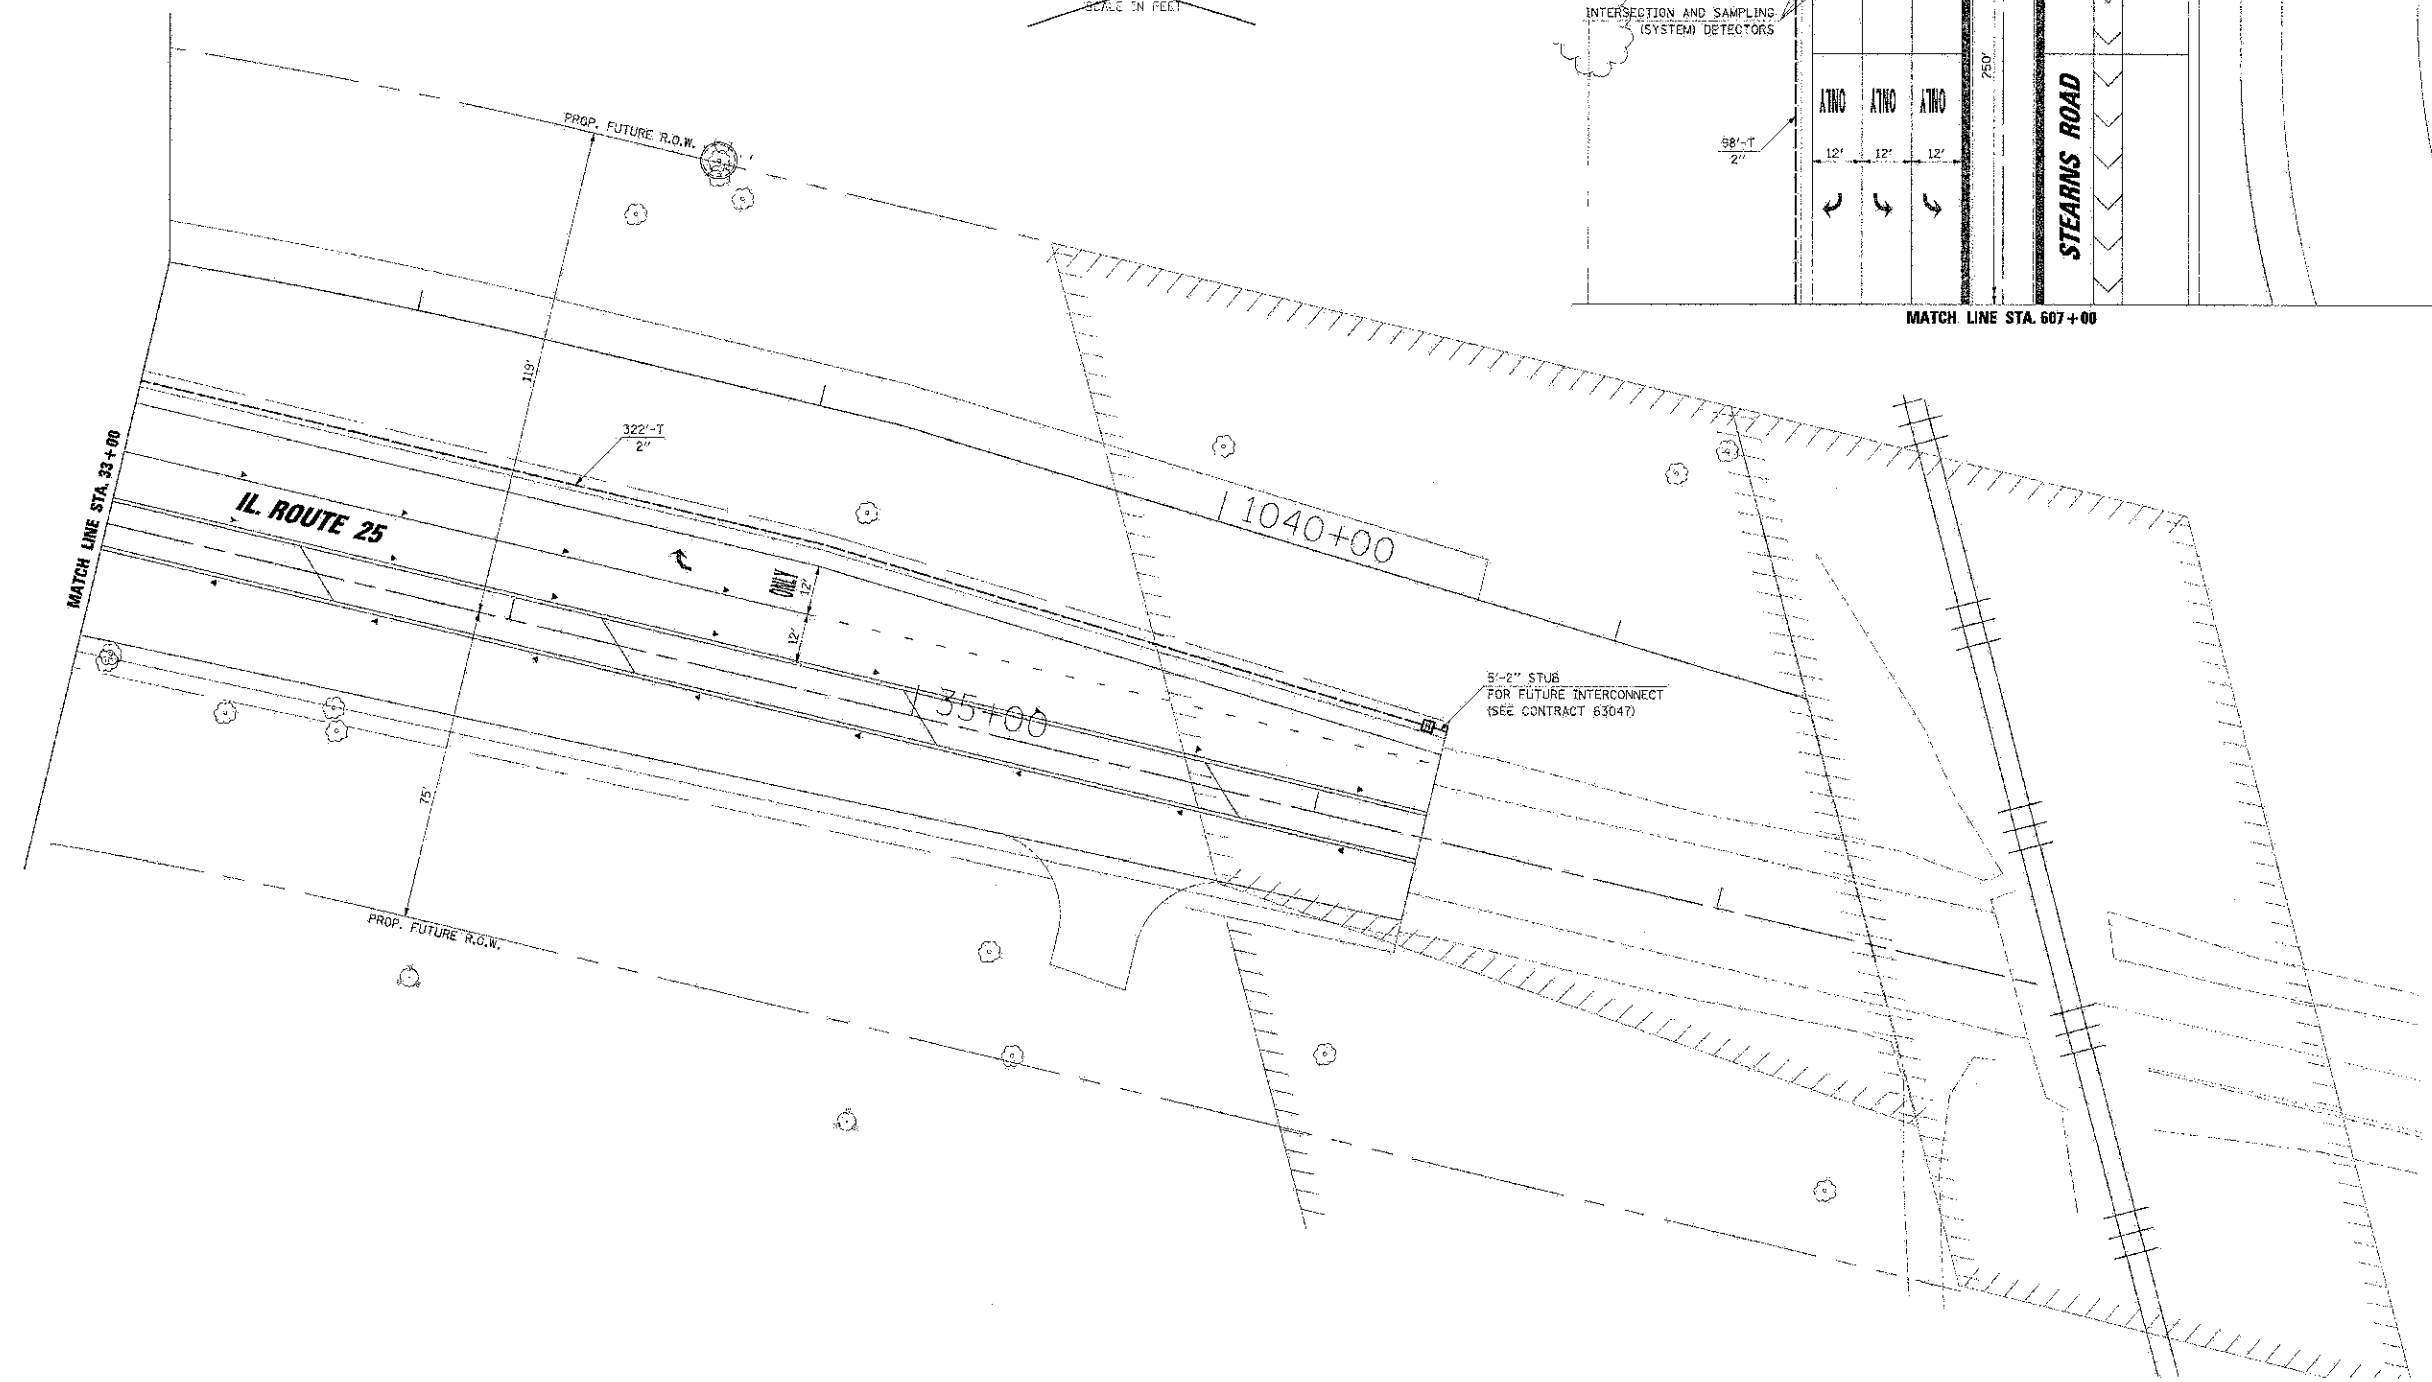 SCALE IN FEET
INTERSECTION AND SAMPLING
(SYSTEM) DETECTORS
250'
ONLY
ONLY
ONLY
98'-T
2"
12'
12'
12'
STEARNS ROAD
MATCH LINE STA. 607+00
PROP. FUTURE R.O.W.
119'
322'-T
2"
MATCH LINE STA. 33+00
IL. ROUTE 25
1040+00
ONLY
12'
12'
35+00
5'-2" STUB
FOR FUTURE INTERCONNECT
(SEE CONTRACT 63047)
75'
PROP. FUTURE R.O.W.